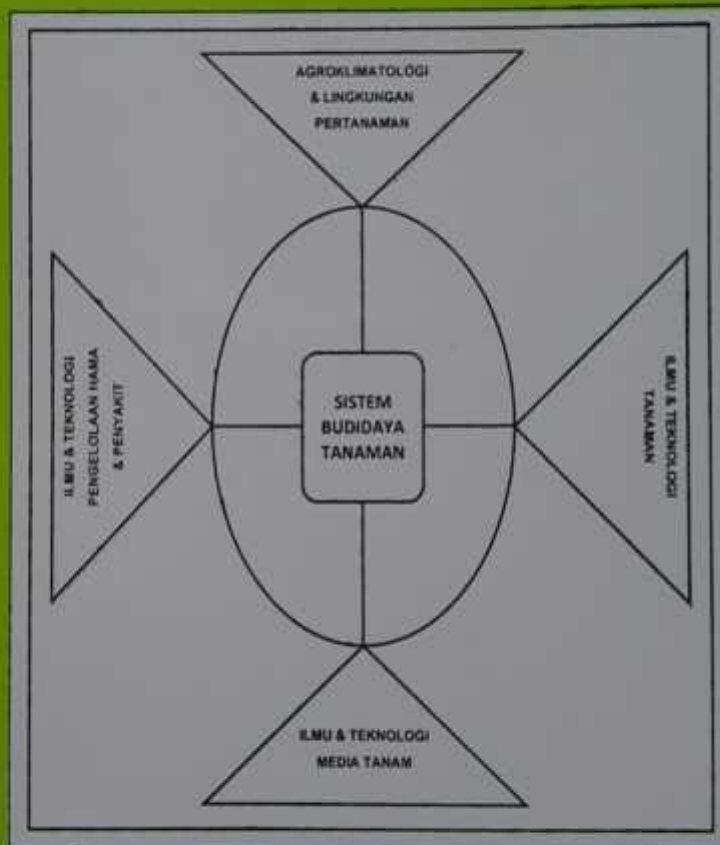 AGROKLIMATOLOGI
& LINGKUNGAN
PERTANAMAN
ILMU & TEKNOLOGI
PENGELOLAAN HAMA
& PENYAKIT
SISTEM
BUDIDAYA
TANAMAN
ILMU & TEKNOLOGI
TANAMAN
ILMU & TEKNOLOGI
MEDIA TANAM